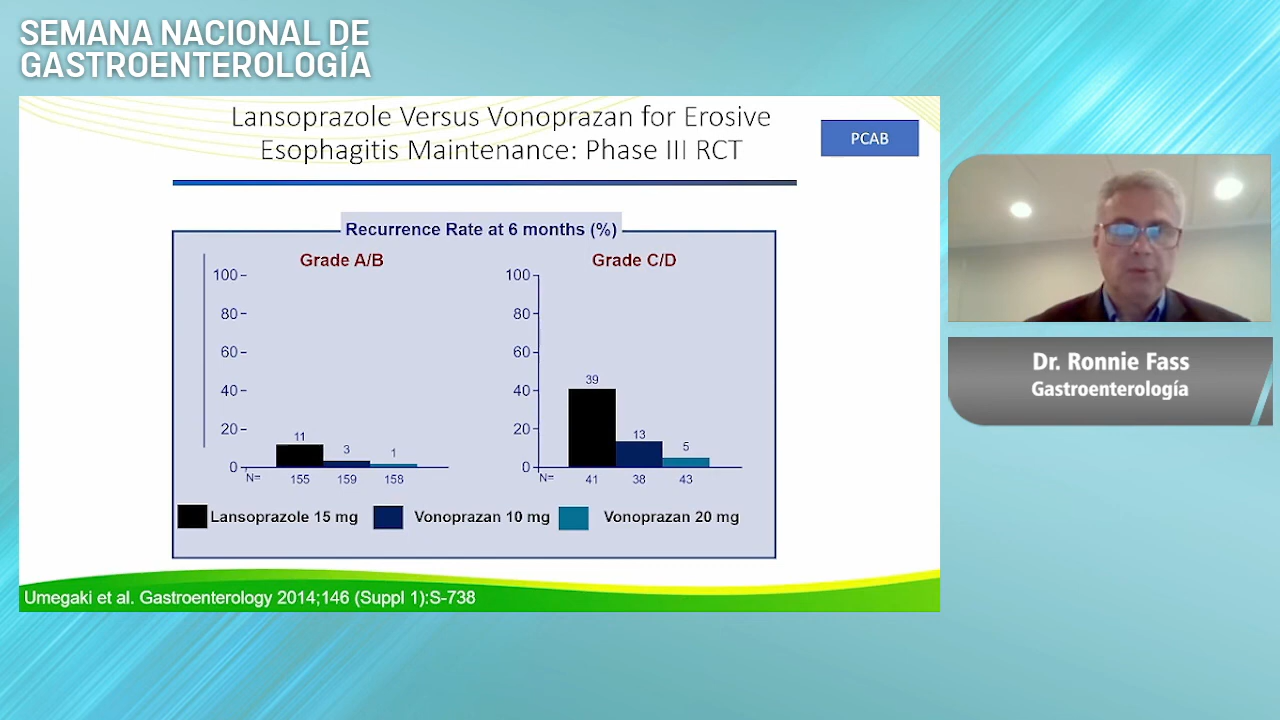 SEMANA NACIONAL DE
GASTROENTEROLOGÍA
Lansoprazole Versus Vonoprazan for Erosive
Esophagitis Maintenance: Phase III RCT
PCAB
Recurrence Rate at 6 months (%)
Grade A/B
100
80
60
40
20
0
11
3
1
N=
155
159
158
Grade C/D
100
80
60
40
20
0
39
13
5
N=
41
38
43
Lansoprazole 15 mg
Vonoprazan 10 mg
Vonoprazan 20 mg
Umegaki et al. Gastroenterology 2014;146 (Suppl 1):S-738
Dr. Ronnie Fass
Gastroenterología